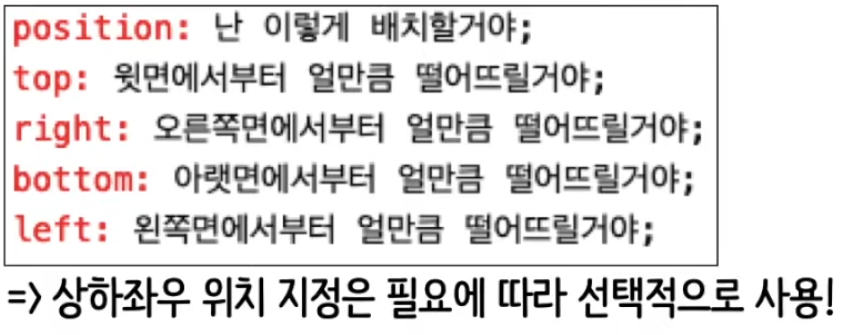 position: 난 이렇게 배치할거야;
top: 윗면에서부터 얼만큼 떨어뜨릴거야;
right: 오른쪽면에서부터 얼만큼 떨어뜨릴거야;
bottom: 아랫면에서부터 얼만큼 떨어뜨릴거야;
left: 왼쪽면에서부터 얼만큼 떨어뜨릴거야;
=> 상하좌우 위치 지정은 필요에 따라 선택적으로 사용!